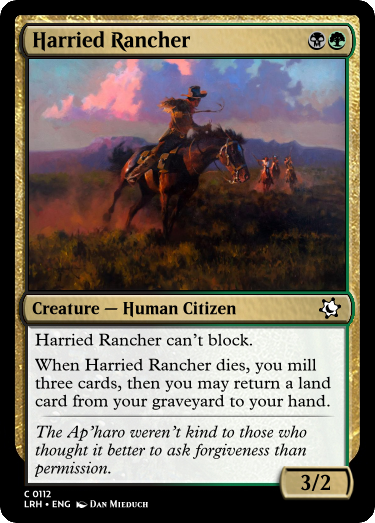 Harried Rancher
Creature — Human Citizen
Harried Rancher can't block.
When Harried Rancher dies, you mill
three cards, then you may return a land
card from your graveyard to your hand.
The Ap'haro weren't kind to those who
thought it better to ask forgiveness than
permission.
3/2
C 0112
LRH • ENG Dan Mieduch